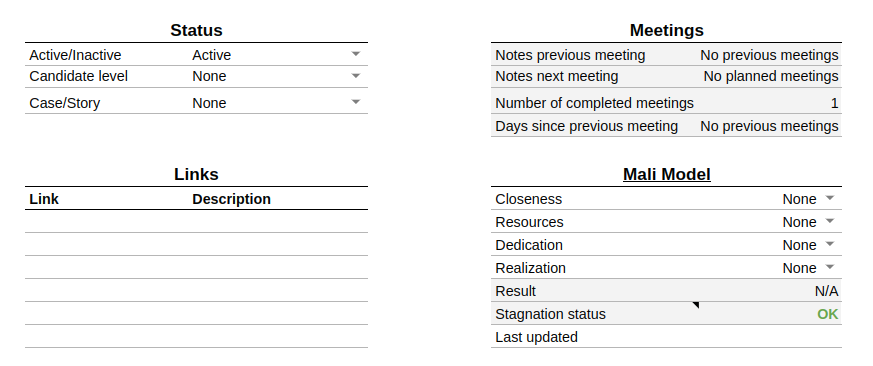 Status
Active/Inactive Active
Candidate level None
Case/Story None
Meetings
Notes previous meeting No previous meetings
Notes next meeting No planned meetings
Number of completed meetings 1
Days since previous meeting No previous meetings
Links
Link Description
Mali Model
Closeness None
Resources None
Dedication None
Realization None
Result N/A
Stagnation status OK
Last updated